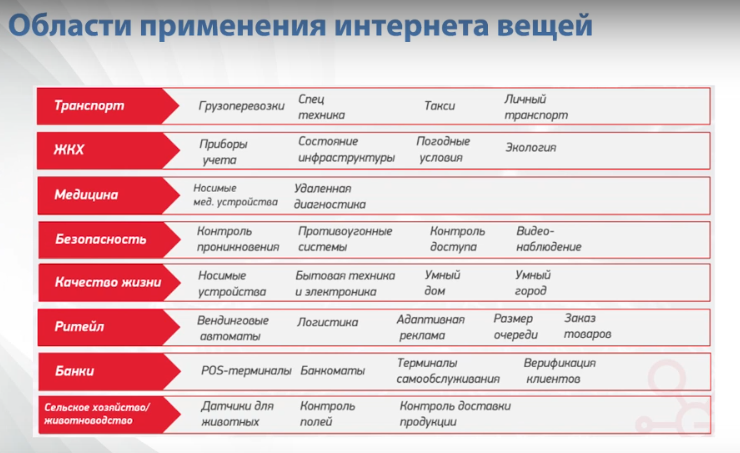 Области применения интернета вещей
Транспорт
Грузоперевозки
Спец
техника
Такси
Личный
транспорт
ЖКХ
Приборы
учета
Состояние
инфраструктуры
Погодные
условия
Экология
Медицина
Носимые
мед. устройства
Удаленная
диагностика
Безопасность
Контроль
проникновения
Противоугонные
системы
Контроль
доступа
Видео-
наблюдение
Качество жизни
Носимые
устройства
Бытовая техника
и электроника
Умный
дом
Умный
город
Ритейл
Вендинговые
автоматы
Логистика
Адаптивная
реклама
Размер
очереди
Заказ
товаров
Банки
POS-терминалы
Банкоматы
Терминалы
самообслуживания
Верификация
клиентов
Сельское хозяйство/
животноводство
Датчики для
животных
Контроль
полей
Контроль доставки
продукции